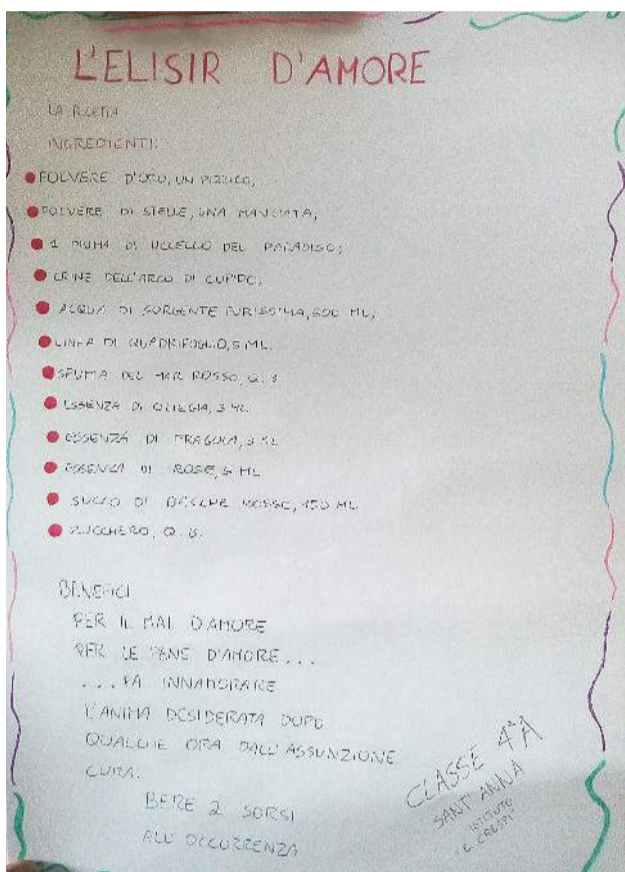 L'ELISIR D'AMORE
LA RICETTA
INGREDIENTI:
POLVERE D'ORO, UN PIZZICO;
POLVERE DI STELLE, UNA MANCIATA;
1 PIUMA DI UCCELLO DEL PARADISO;
CRINE DELL'ARCO DI CUPIDO;
ACQUA DI SORGENTE PURISSIMA, 500 ML;
LINFA DI QUADRIFOGLIO, 5 ML.
SPUMA DEL MAR ROSSO, Q.S
ESSENZA DI CILIEGIA, 3 ML
ESSENZA DI FRAGOLA, 3 ML
ESSENZA DI ROSE, ML
SUCCO DI BACCHE ROSSE, 150 ML
ZUCCHERO, Q.B.
BENEFICI
PER IL MAL D'AMORE
PER LE PENE D'AMORE...
...FA INNAMORARE
L'ANIMA DESIDERATA DOPO
QUALCHE ORA DALL'ASSUNZIONE
CURA:
BERE 2 SORSI
ALL'OCCORRENZA
CLASSE 4ªA
SANT'ANNA
ISTITUTO
CRESPI